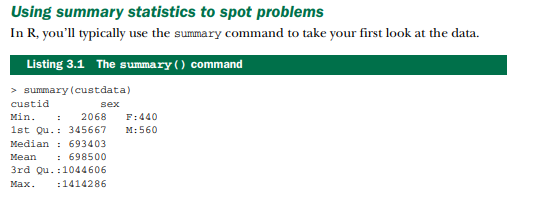 Using summary statistics to spot problems
In R, you'll typically use the summary command to take your first look at the data.
Listing 3.1 The summary() command
> summary(custdata)
custid sex
Min. : 2068 F:440
1st Qu.: 345667 M:560
Median : 693403
Mean : 698500
3rd Qu.:1044606
Max. :1414286